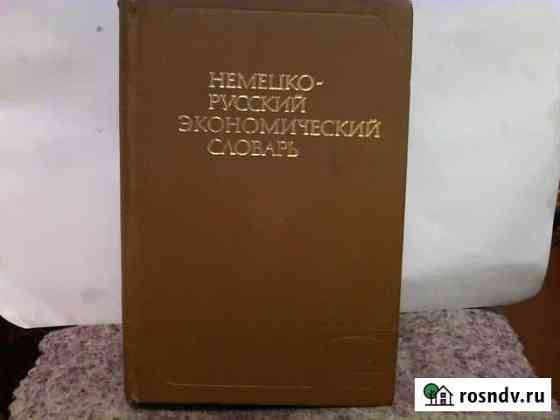 НЕМЕЦКО-
РУССКИЙ
ЭКОНОМИЧЕСКИЙ
СЛОВАРЬ
rosndv.ru